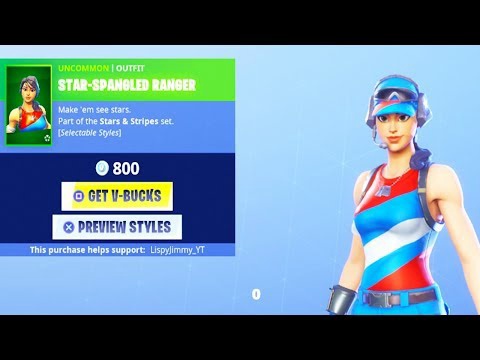 UNCOMMON | OUTFIT
STAR-SPANGLED RANGER
Make 'em see stars.
Part of the Stars & Stripes set.
[Selectable Styles]
800
GET V-BUCKS
PREVIEW STYLES
This purchase helps support: LispyJimmy_YT
0